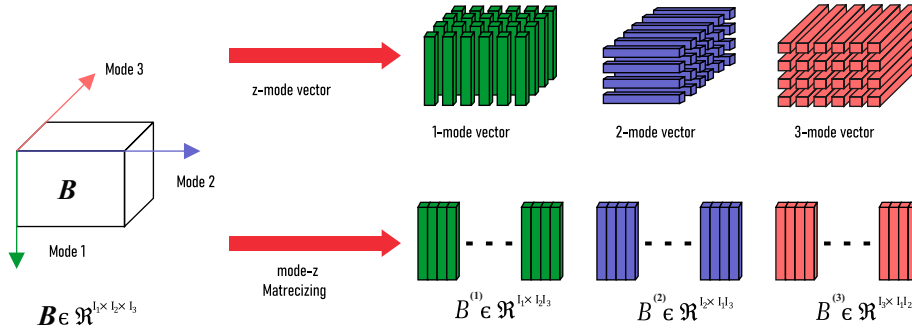 Mode 3
z-mode vector
1-mode vector
2-mode vector
3-mode vector
B
Mode 2
Mode 1
mode-z
Matrecizing
B ϵ ℜ^{I₁× I₂× I₃}
B^{(1)} ϵ ℜ^{I₁× I₂I₃}
B^{(2)} ϵ ℜ^{I₂× I₁I₃}
B^{(3)} ϵ ℜ^{I₃× I₁I₂}